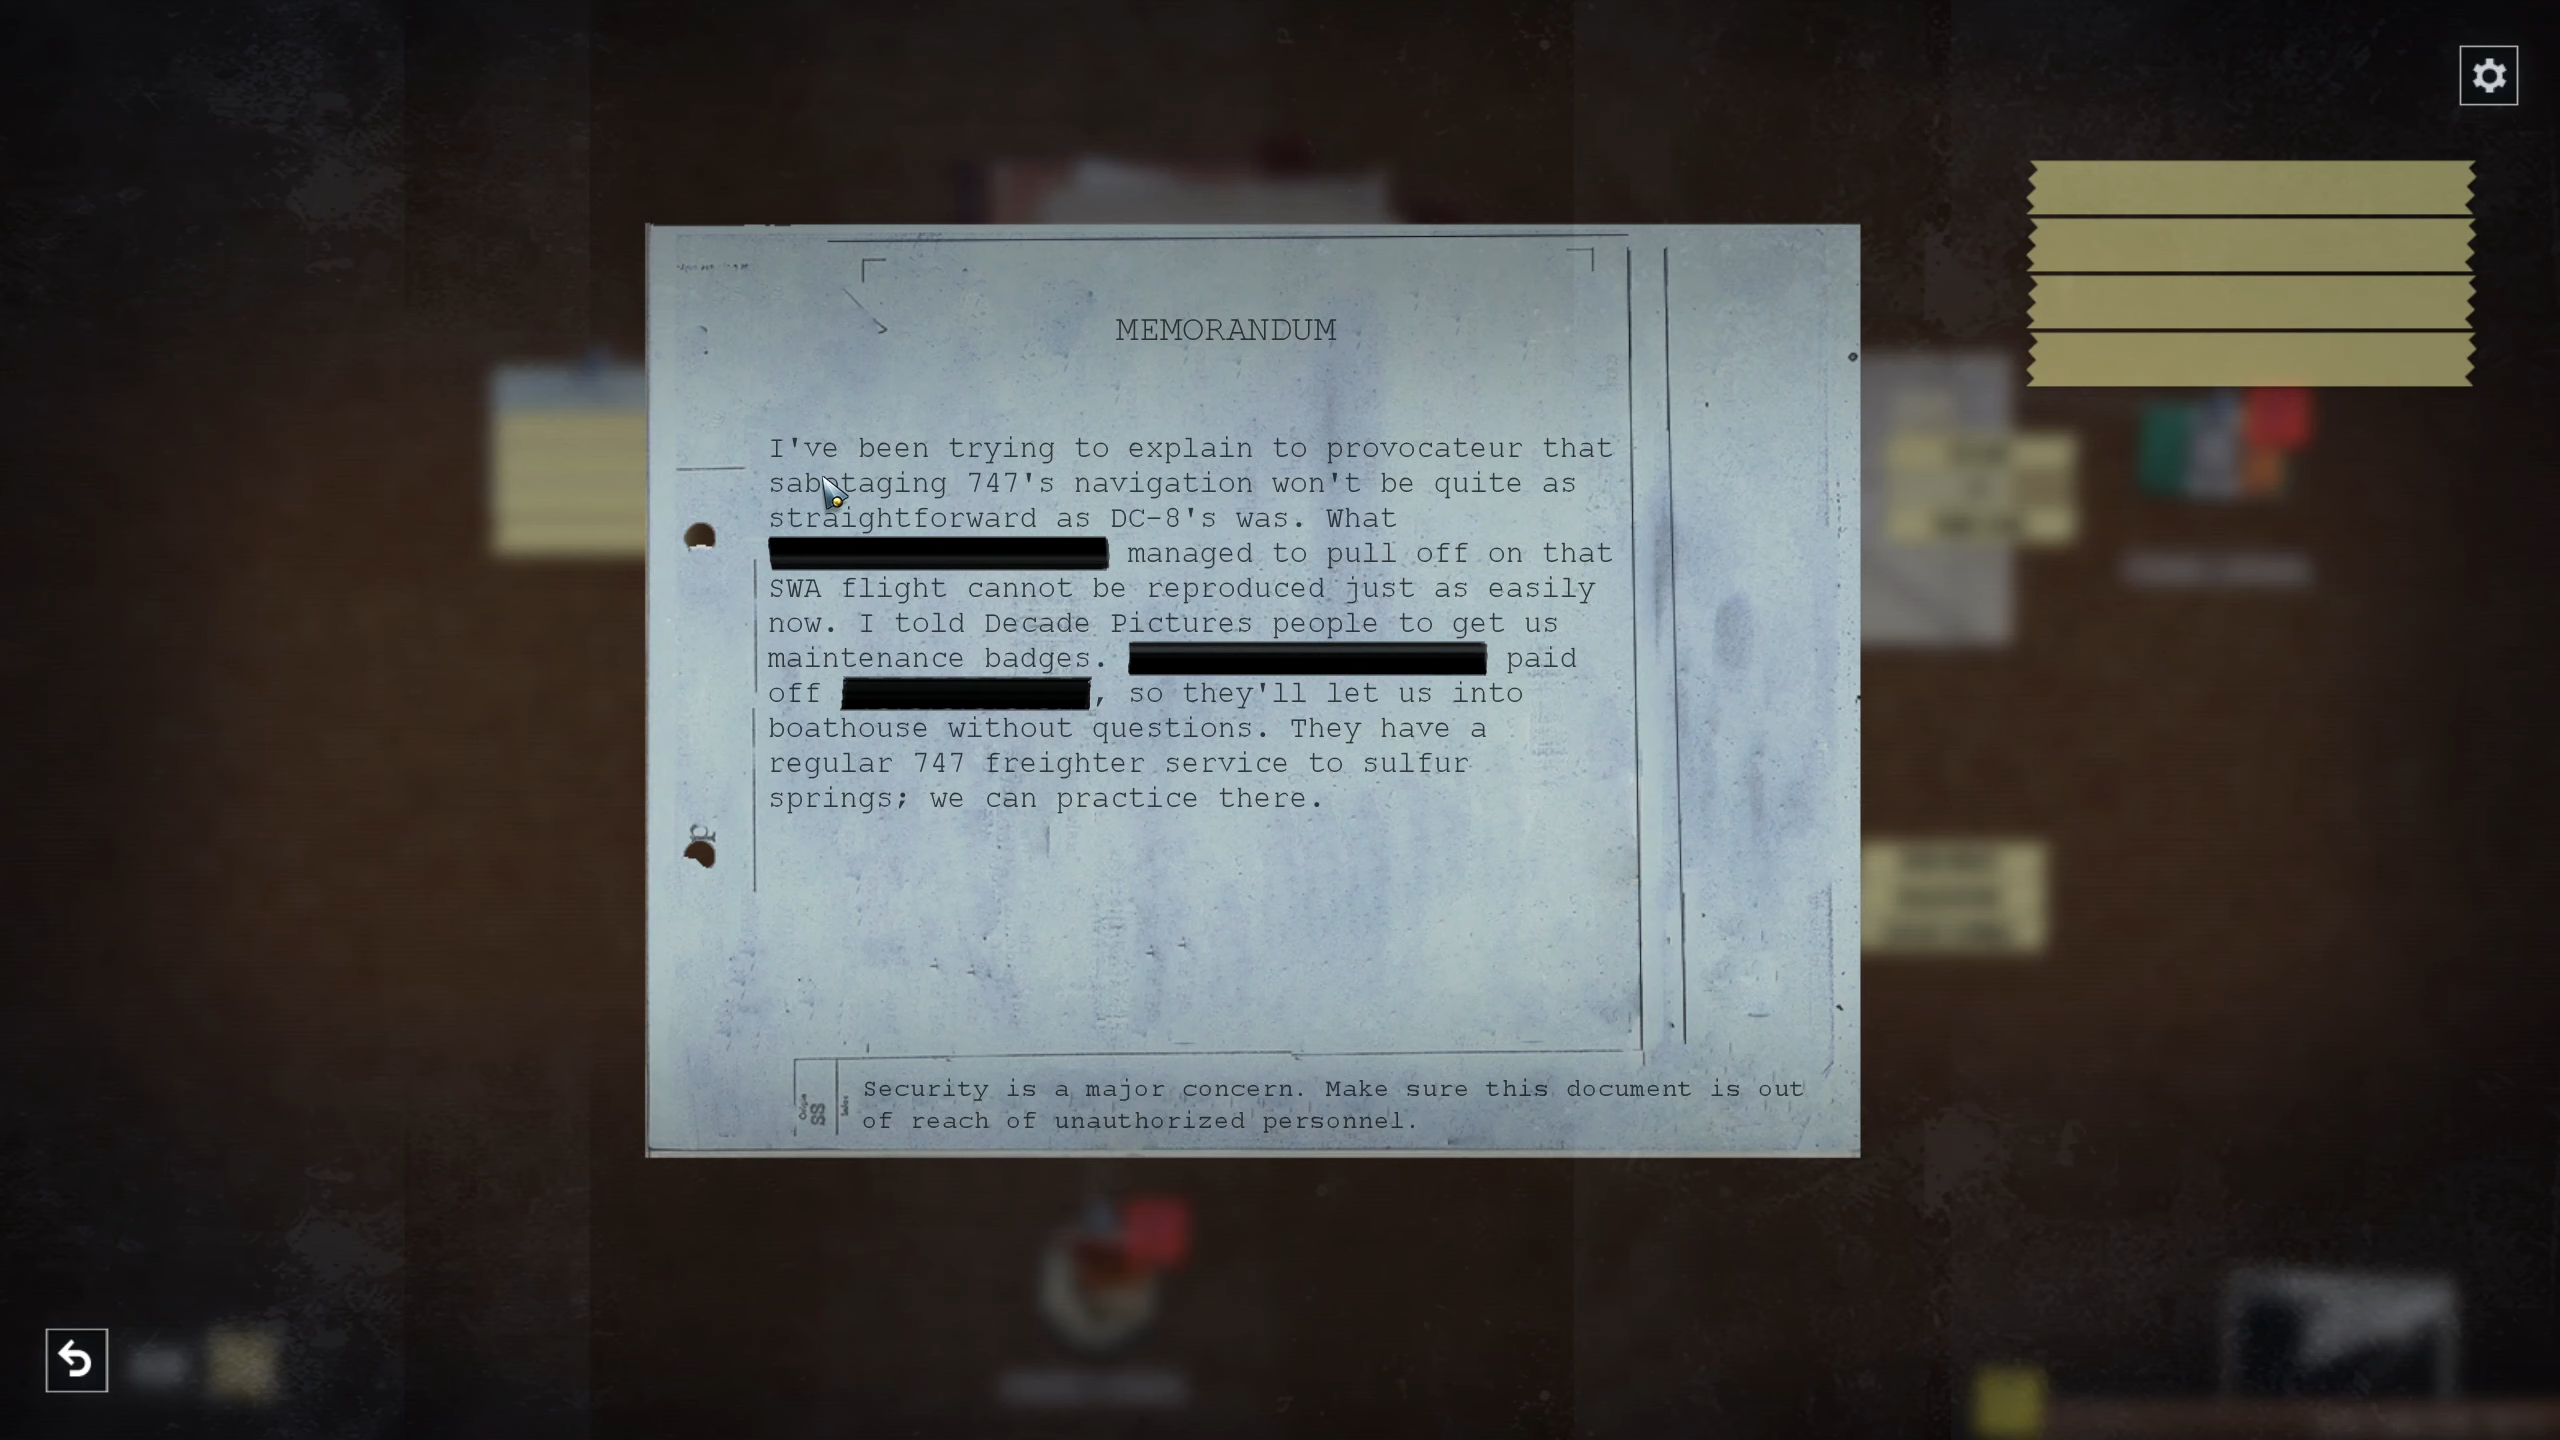 MEMORANDUM
I've been trying to explain to provocateur that
sabotaging 747's navigation won't be quite as
straightforward as DC-8's was. What
managed to pull off on that
SWA flight cannot be reproduced just as easily
now. I told Decade Pictures people to get us
maintenance badges. paid
off , so they'll let us into
boathouse without questions. They have a
regular 747 freighter service to sulfur
springs; we can practice there.
Security is a major concern. Make sure this document is out
of reach of unauthorized personnel.
SS